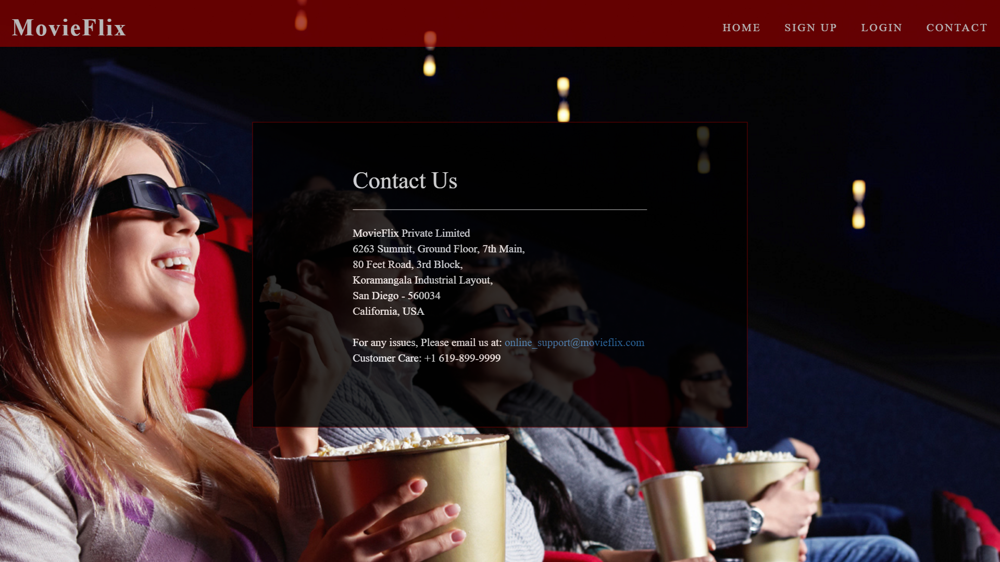 MovieFlix
HOME SIGN UP LOGIN CONTACT
Contact Us
MovieFlix Private Limited
6263 Summit, Ground Floor, 7th Main,
80 Feet Road, 3rd Block,
Koramangala Industrial Layout,
San Diego - 560034
California, USA
For any issues, Please email us at: online_support@movieflix.com
Customer Care: +1 619-899-9999